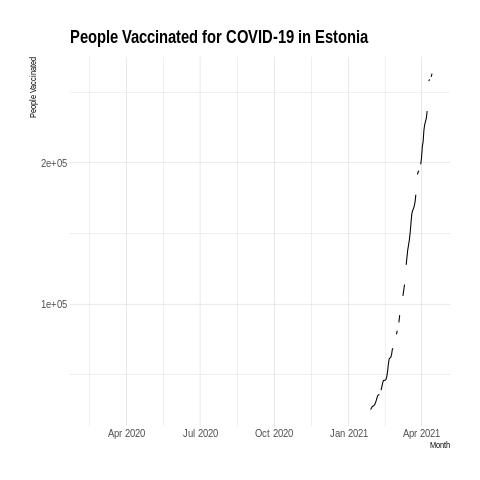 People Vaccinated for COVID-19 in Estonia
People Vaccinated
2e+05
1e+05
Apr 2020 Jul 2020 Oct 2020 Jan 2021 Apr 2021
Month